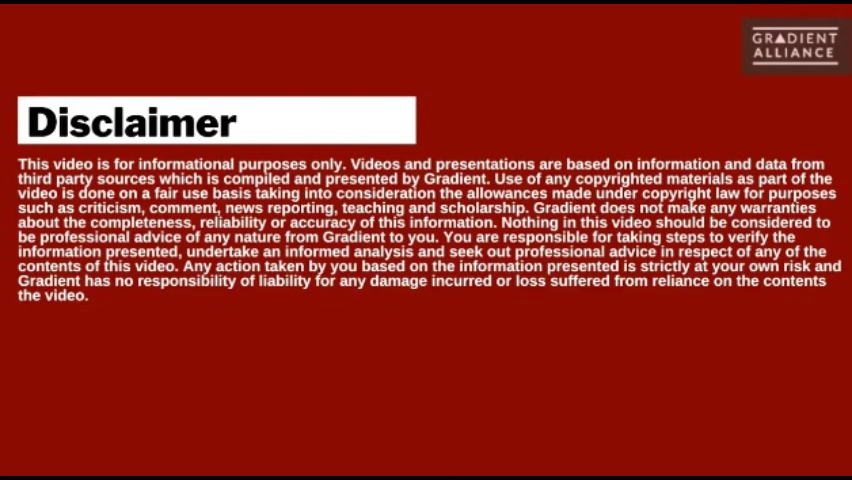 GRADIENT
ALLIANCE
Disclaimer
This video is for informational purposes only. Videos and presentations are based on information and data from
third party sources which is compiled and presented by Gradient. Use of any copyrighted materials as part of the
video is done on a fair use basis taking into consideration the allowances made under copyright law for purposes
such as criticism, comment, news reporting, teaching and scholarship. Gradient does not make any warranties
about the completeness, reliability or accuracy of this information. Nothing in this video should be considered to
be professional advice of any nature from Gradient to you. You are responsible for taking steps to verify the
information presented, undertake an informed analysis and seek out professional advice in respect of any of the
contents of this video. Any action taken by you based on the information presented is strictly at your own risk and
Gradient has no responsibility of liability for any damage incurred or loss suffered from reliance on the contents
the video.